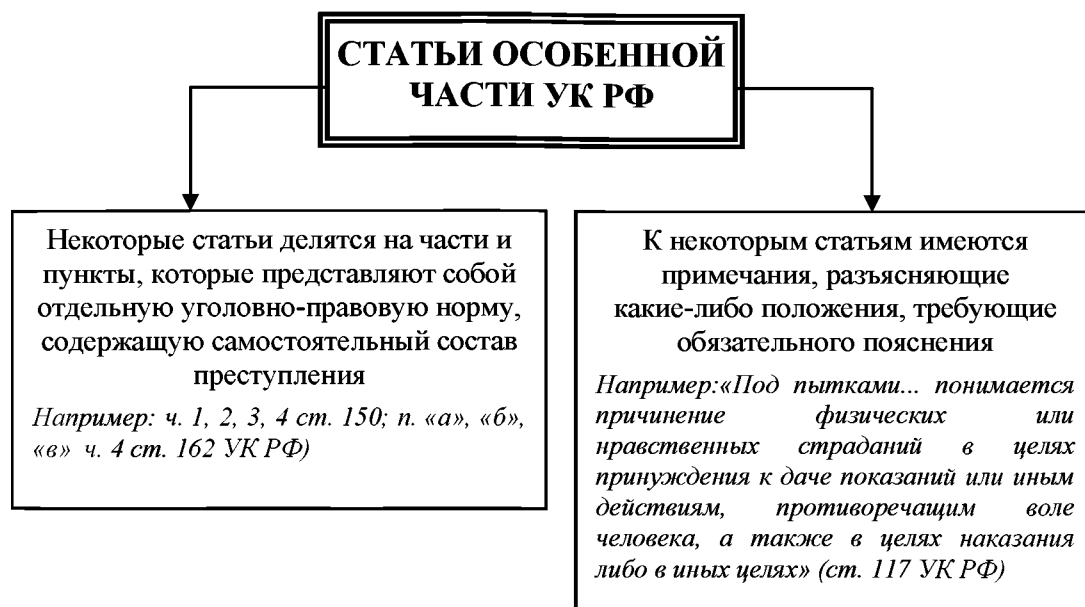 СТАТЬИ ОСОБЕННОЙ
ЧАСТИ УК РФ
Некоторые статьи делятся на части и
пункты, которые представляют собой
отдельную уголовно-правовую норму,
содержащую самостоятельный состав
преступления
Например: ч. 1, 2, 3, 4 ст. 150; п. «а», «б»,
«в» ч. 4 ст. 162 УК РФ)
К некоторым статьям имеются
примечания, разъясняющие
какие-либо положения, требующие
обязательного пояснения
Например:«Под пытками... понимается
причинение физических или
нравственных страданий в целях
принуждения к даче показаний или иным
действиям, противоречащим воле
человека, а также в целях наказания
либо в иных целях» (ст. 117 УК РФ)